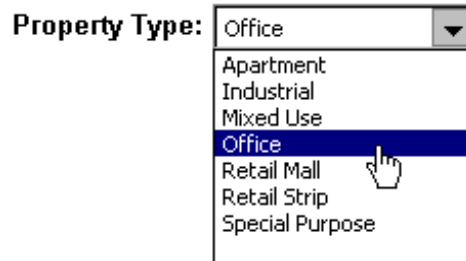 Property Type: Office
Apartment
Industrial
Mixed Use
Office
Retail Mall
Retail Strip
Special Purpose